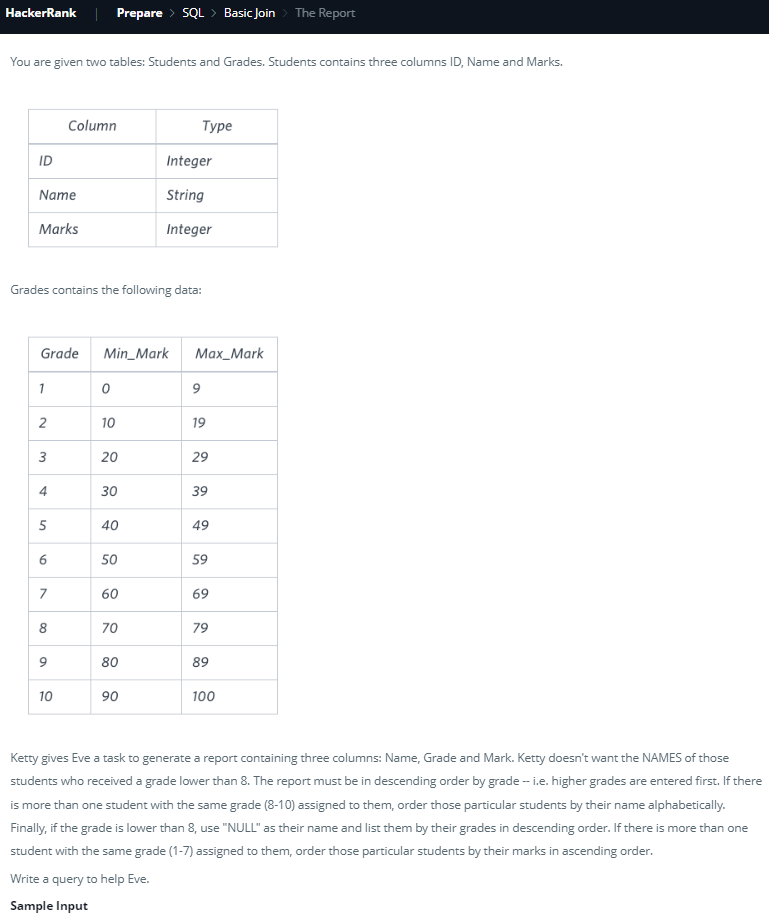 HackerRank | Prepare > SQL > Basic Join > The Report
You are given two tables: Students and Grades. Students contains three columns ID, Name and Marks.
Column Type
ID Integer
Name String
Marks Integer
Grades contains the following data:
Grade Min_Mark Max_Mark
1 0 9
2 10 19
3 20 29
4 30 39
5 40 49
6 50 59
7 60 69
8 70 79
9 80 89
10 90 100
Ketty gives Eve a task to generate a report containing three columns: Name, Grade and Mark. Ketty doesn't want the NAMES of those
students who received a grade lower than 8. The report must be in descending order by grade -- i.e. higher grades are entered first. If there
is more than one student with the same grade (8-10) assigned to them, order those particular students by their name alphabetically.
Finally, if the grade is lower than 8, use "NULL" as their name and list them by their grades in descending order. If there is more than one
student with the same grade (1-7) assigned to them, order those particular students by their marks in ascending order.
Write a query to help Eve.
Sample Input